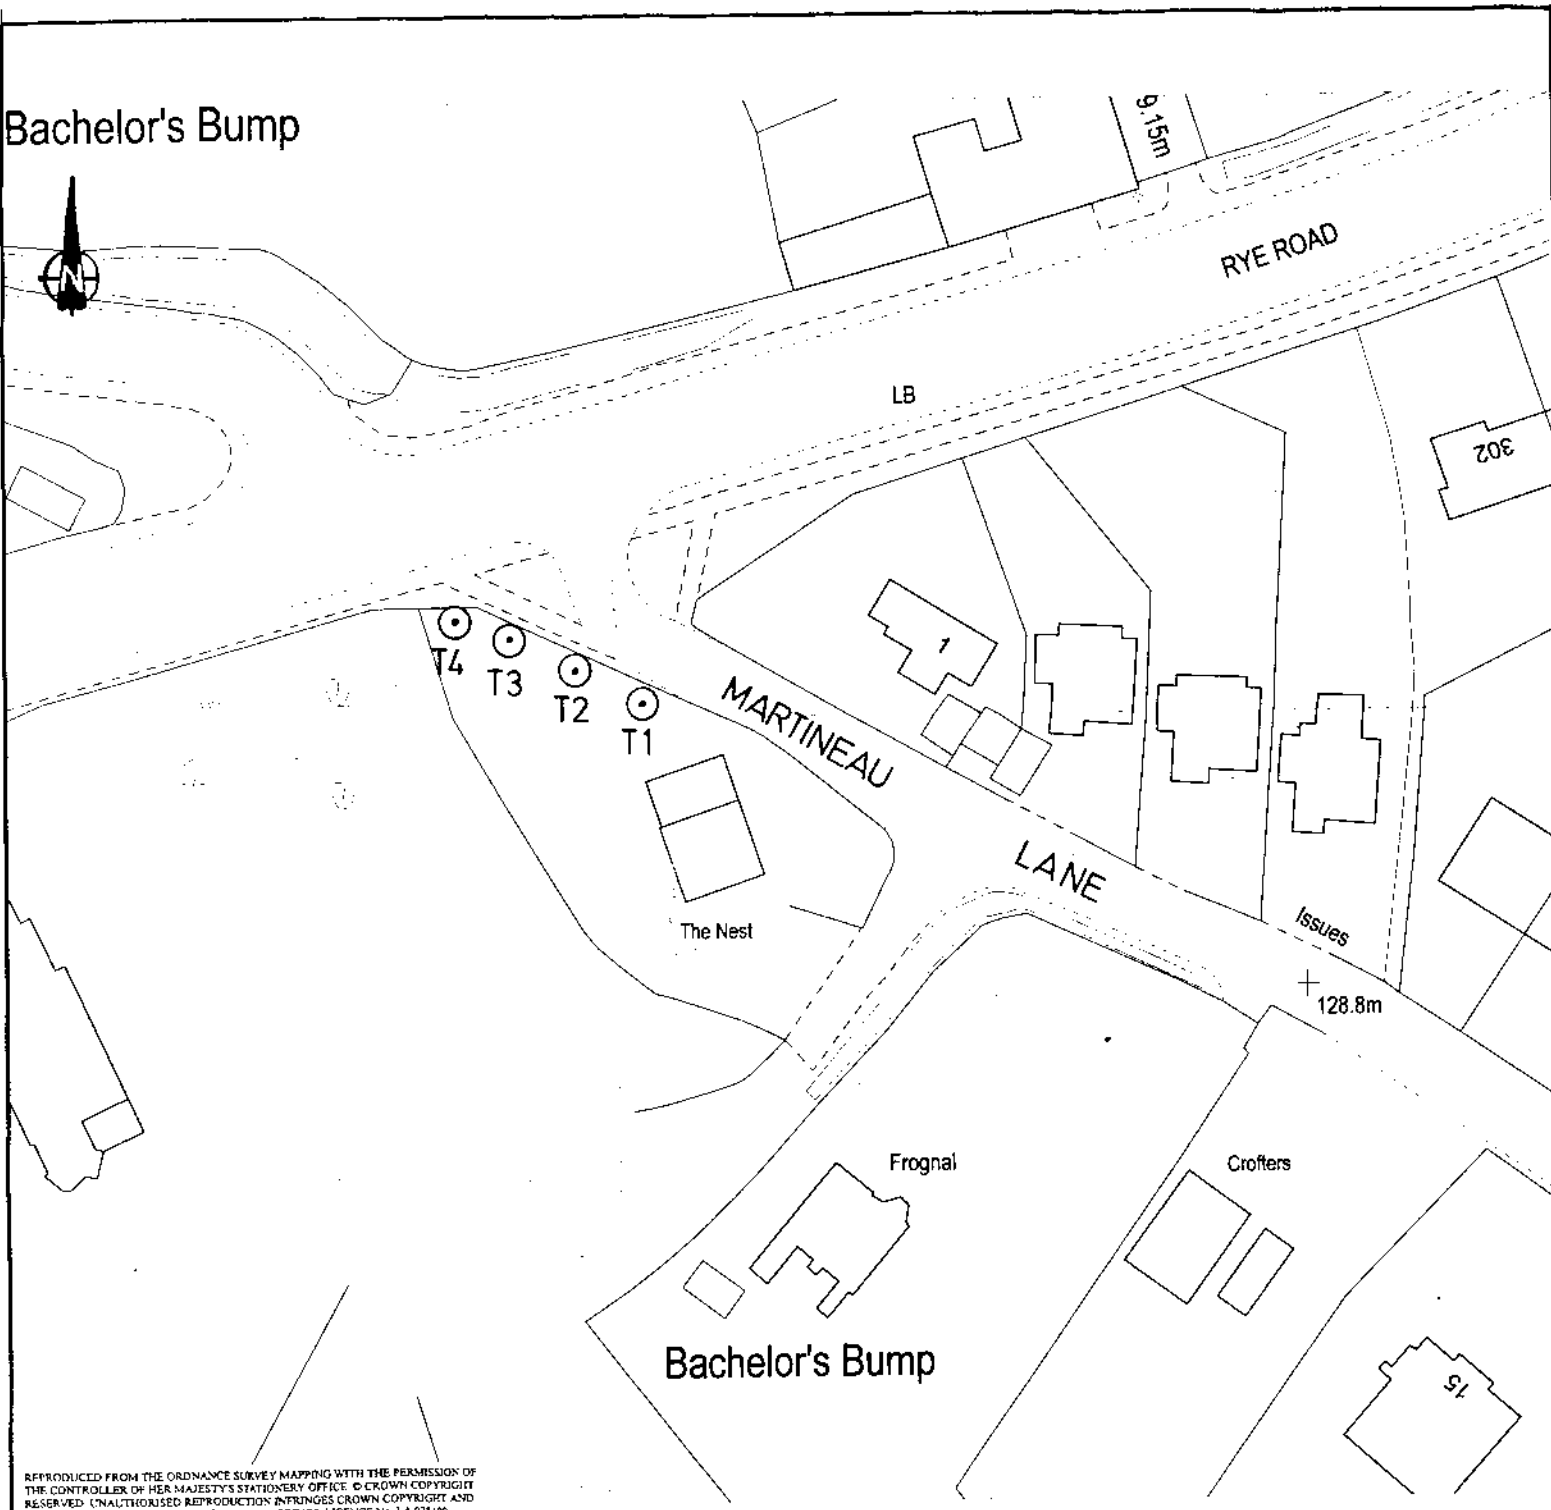 Bachelor's Bump
9.15m
N
RYE ROAD
LB
302
T4
T3
T2
T1
1
MARTINEAU
LANE
The Nest
Issues
128.8m
Frognal
Crofters
Bachelor's Bump
15
REPRODUCED FROM THE ORDNANCE SURVEY MAPPING WITH THE PERMISSION OF
THE CONTROLLER OF HER MAJESTY'S STATIONERY OFFICE © CROWN COPYRIGHT
RESERVED UNAUTHORISED REPRODUCTION INFRINGES CROWN COPYRIGHT AND